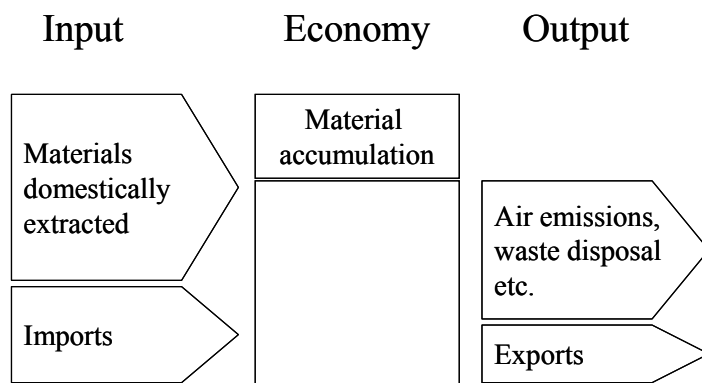 Input
Economy
Output
Materials
domestically
extracted
Imports
Material
accumulation
Air emissions,
waste disposal
etc.
Exports